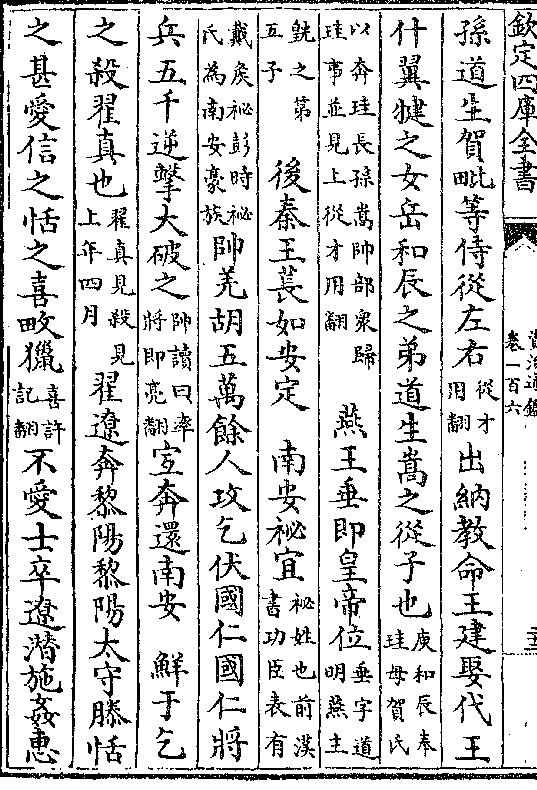 欽定四庫全書
卷一百六
孫道生賀毗等侍從左右從才用翻出納教命王建娶代王
什翼犍之女岳和辰之弟道生嵩之從子也庚和辰奉珪母賀氏
以奔珪長孫嵩帥部衆歸珪事並見上從才用翻　燕王垂即皇帝位垂字道明燕主
皝之第五子　後秦王萇如安定　南安祕宜祕姓也前漢書功臣表有
戴侯祕彭時祕氏為南安豪族帥羌胡五萬餘人攻乞伏國仁國仁將
兵五千逆擊大破之帥讀曰率將即亮翻宜奔還南安　鮮于乞
之殺翟真也翟真見殺見上年四月翟遼奔黎陽黎陽太守滕恬
之甚愛信之恬之喜畋獵喜許記翻不愛士卒遼潛施姦惠